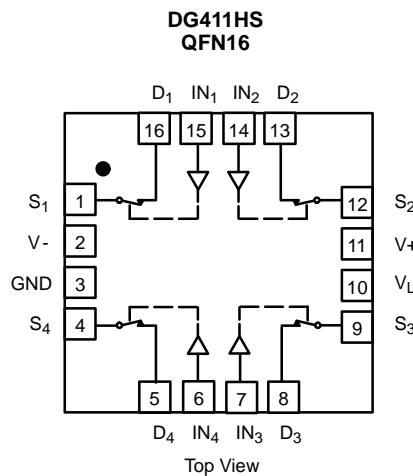 DG411HS
QFN16
D1 IN1 IN2 D2
16 15 14 13
S1 1 12 S2
V- 2 11 V+
GND 3 10 VL
S4 4 9 S3
5 6 7 8
D4 IN4 IN3 D3
Top View